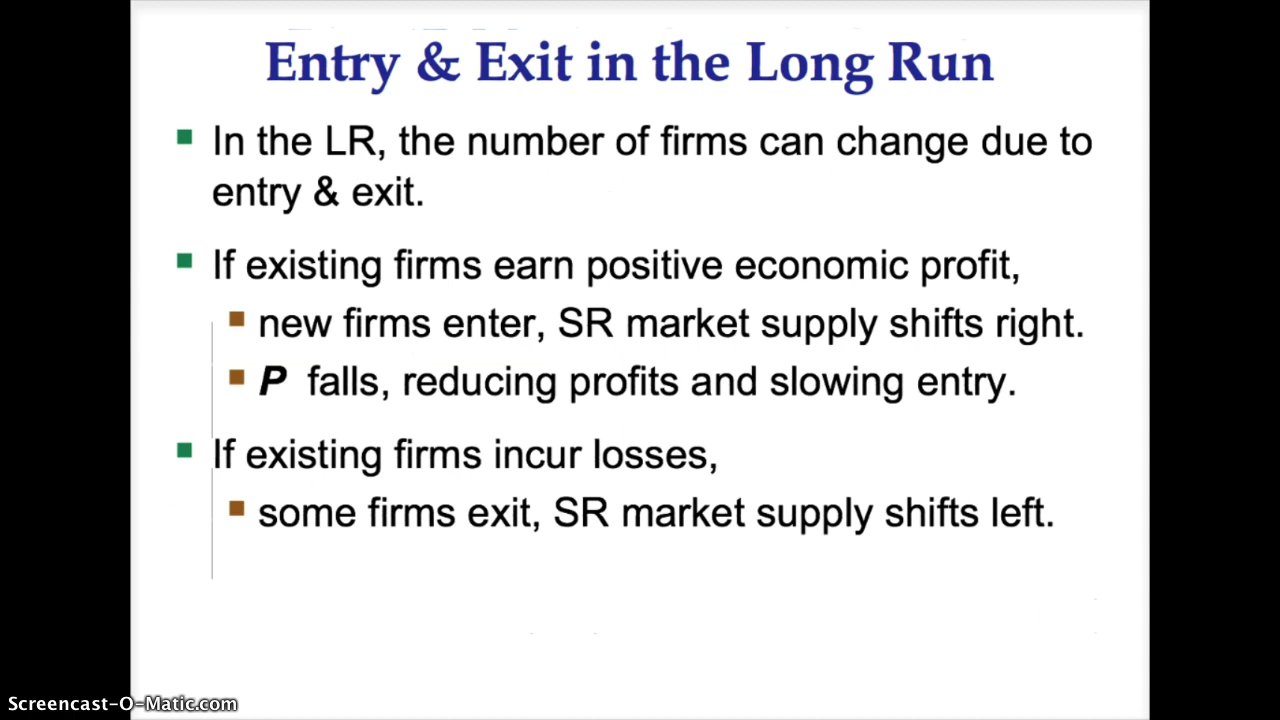 Entry & Exit in the Long Run
In the LR, the number of firms can change due to
entry & exit.
If existing firms earn positive economic profit,
new firms enter, SR market supply shifts right.
P falls, reducing profits and slowing entry.
If existing firms incur losses,
some firms exit, SR market supply shifts left.
Screencast-O-Matic.com